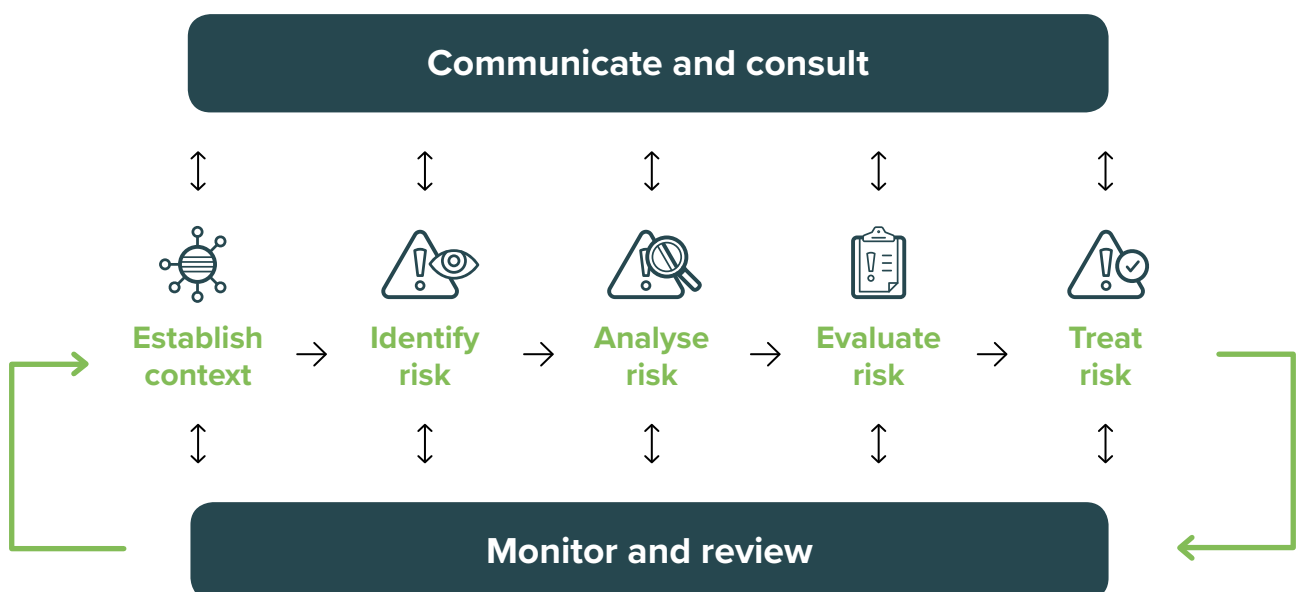 Communicate and consult
Establish
context
Identify
risk
Analyse
risk
Evaluate
risk
Treat
risk
Monitor and review